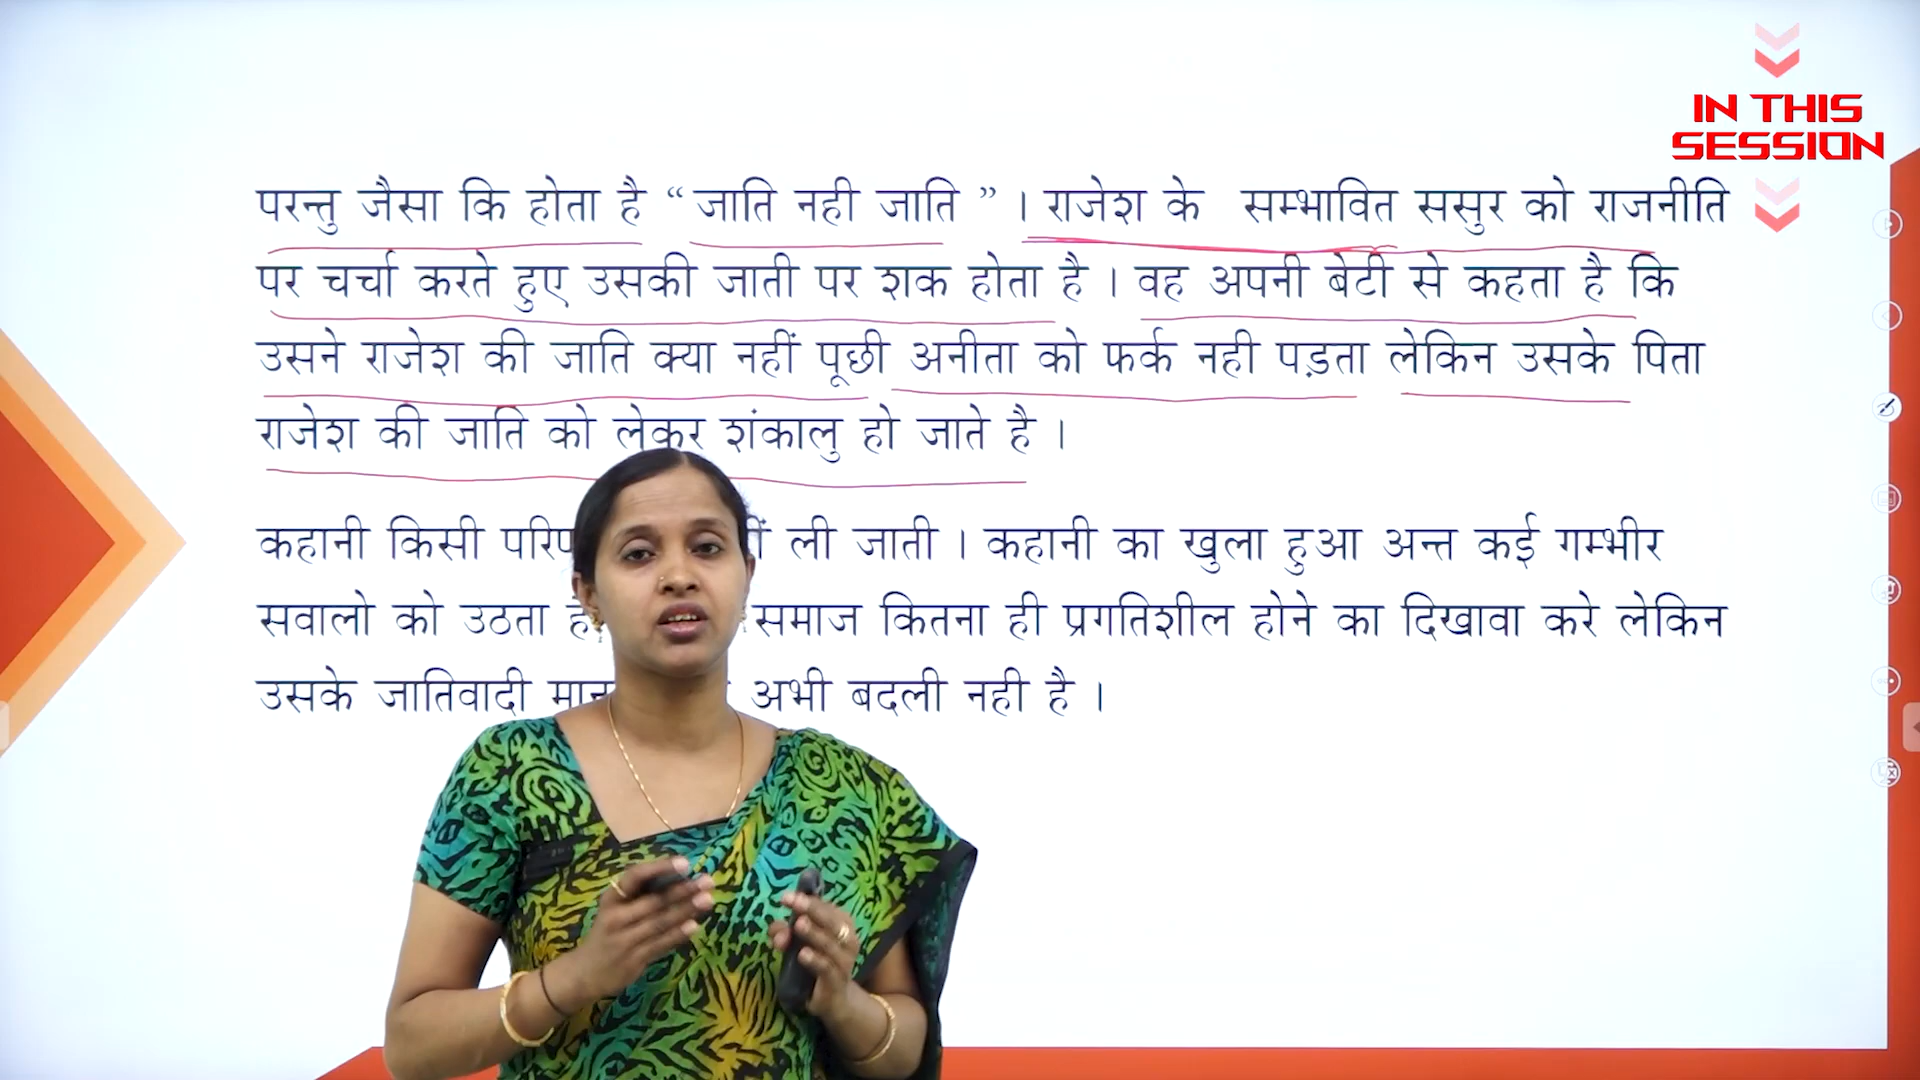 IN THIS
SESSION
परन्तु जैसा कि होता है “ जाति नही जाति ” । राजेश के सम्भावित ससुर को राजनीति
पर चर्चा करते हुए उसकी जाती पर शक होता है । वह अपनी बेटी से कहता है कि
उसने राजेश की जाति क्या नहीं पूछी अनीता को फर्क नही पड़ता लेकिन उसके पिता
राजेश की जाति को लेकर शंकालु हो जाते है ।
कहानी किसी ली जाती । कहानी का खुला हुआ अन्त कई गम्भीर
सवालो को उठता समाज कितना ही प्रगतिशील होने का दिखावा करे लेकिन
उसके जातिवादी अभी बदली नही है ।